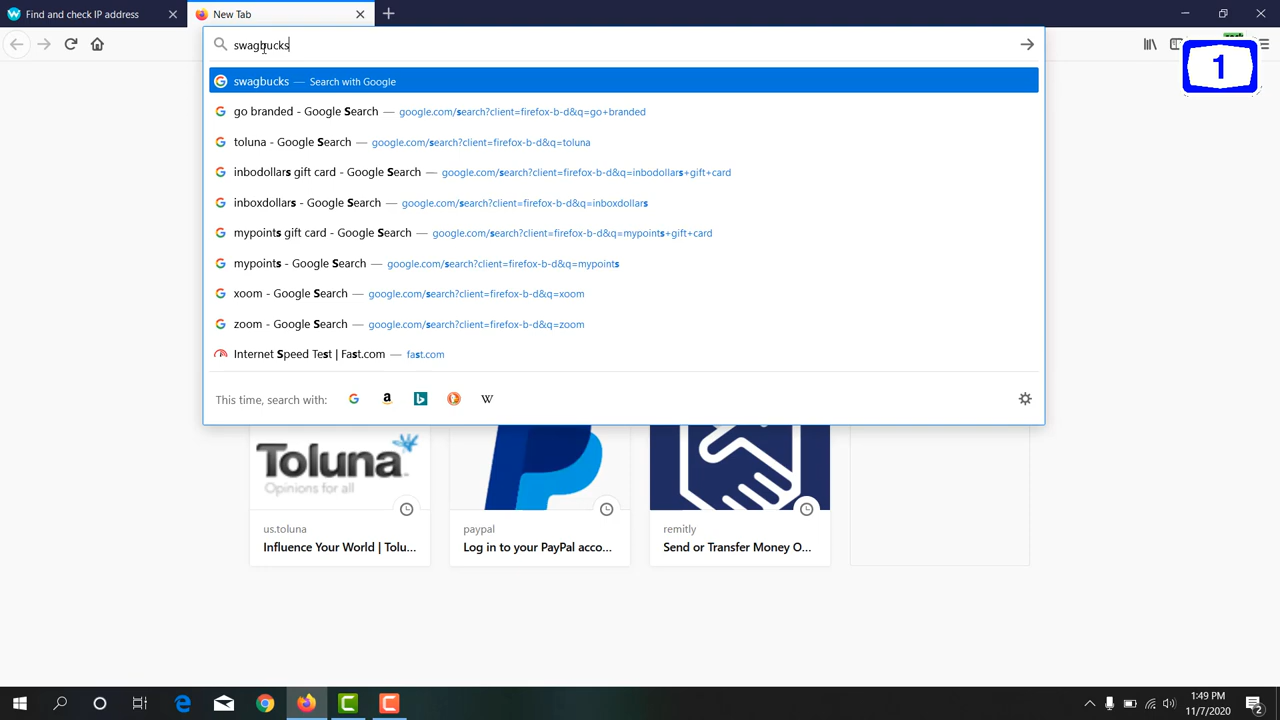 Find and check IP address
New Tab
swagbucks
1
swagbucks — Search with Google
go branded - Google Search — google.com/search?client=firefox-b-d&q=go+branded
toluna - Google Search — google.com/search?client=firefox-b-d&q=toluna
inbodollars gift card - Google Search — google.com/search?client=firefox-b-d&q=inbodollars+gift+card
inboxdollars - Google Search — google.com/search?client=firefox-b-d&q=inboxdollars
mypoints gift card - Google Search — google.com/search?client=firefox-b-d&q=mypoints+gift+card
mypoints - Google Search — google.com/search?client=firefox-b-d&q=mypoints
xoom - Google Search — google.com/search?client=firefox-b-d&q=xoom
zoom - Google Search — google.com/search?client=firefox-b-d&q=zoom
Internet Speed Test | Fast.com — fast.com
This time, search with:
Toluna
Opinions for all
us.toluna
Influence Your World | Tolu...
paypal
Log in to your PayPal acco...
remitly
Send or Transfer Money O...
1:49 PM
11/7/2020
2